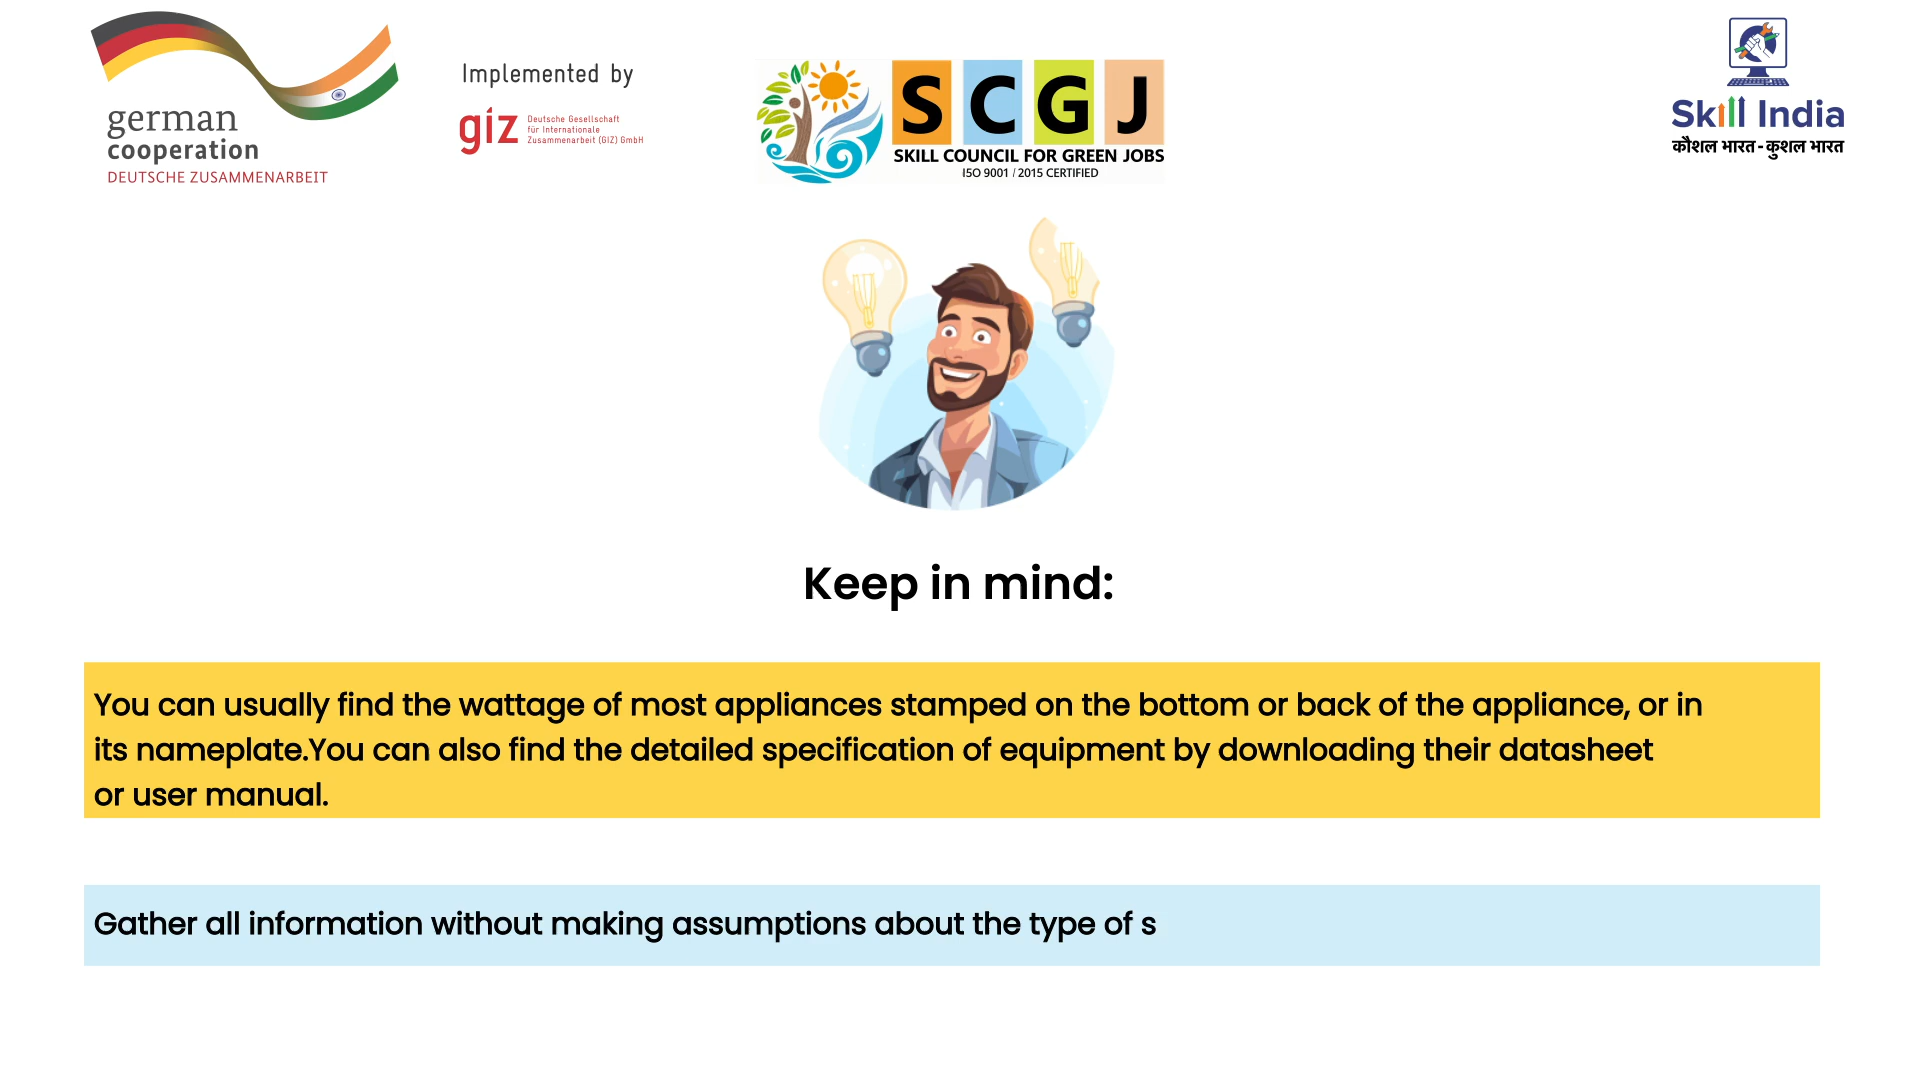 german
cooperation
DEUTSCHE ZUSAMMENARBEIT
Implemented by
giz
Deutsche Gesellschaft
für Internationale
Zusammenarbeit (GIZ) GmbH
S C G J
SKILL COUNCIL FOR GREEN JOBS
ISO 9001 / 2015 CERTIFIED
Skill India
कौशल भारत - कुशल भारत
Keep in mind:
You can usually find the wattage of most appliances stamped on the bottom or back of the appliance, or in
its nameplate.You can also find the detailed specification of equipment by downloading their datasheet
or user manual.
Gather all information without making assumptions about the type of s